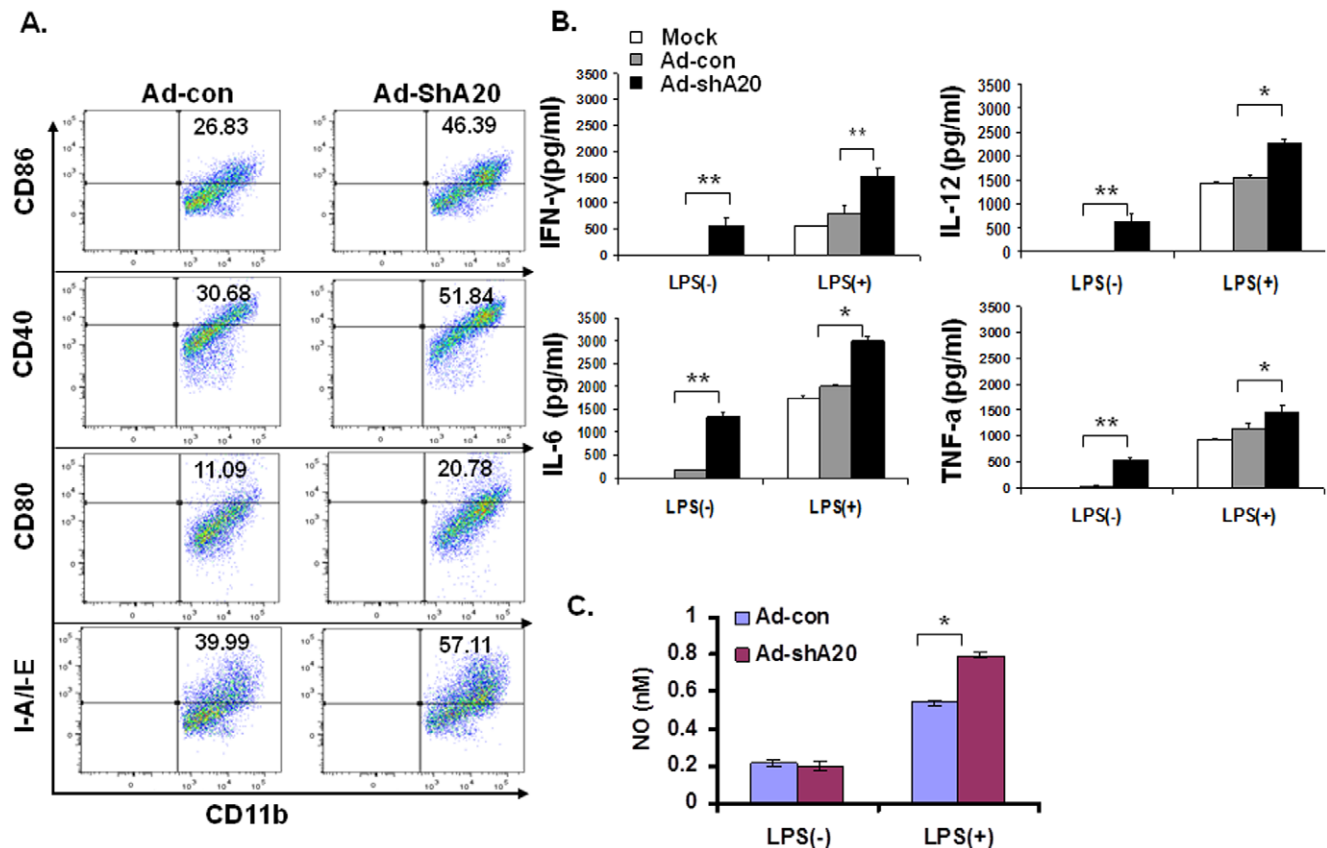 A.
Ad-con
Ad-ShA20
CD86
26.83
46.39
CD40
30.68
51.84
CD80
11.09
20.78
I-A/I-E
39.99
57.11
CD11b
B.
Mock
Ad-con
Ad-shA20
IFN-γ(pg/ml)
3500
3000
2500
2000
1500
1000
500
0
**
**
LPS(-)
LPS(+)
IL-12 (pg/ml)
3500
3000
2500
2000
1500
1000
500
0
**
*
LPS(-)
LPS(+)
IL-6 (pg/ml)
3500
3000
2500
2000
1500
1000
500
0
**
*
LPS(-)
LPS(+)
TNF-a (pg/ml)
3500
3000
2500
2000
1500
1000
500
0
**
*
LPS(-)
LPS(+)
C.
Ad-con
Ad-shA20
NO (nM)
1
0.8
0.6
0.4
0.2
0
*
LPS(-)
LPS(+)